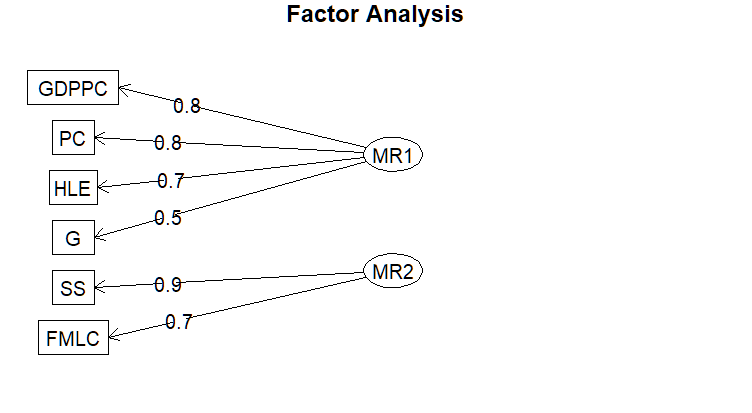 Factor Analysis
GDPPC
0.8
PC
0.8
MR1
HLE
0.7
G
0.5
SS
0.9
MR2
FMLC
0.7